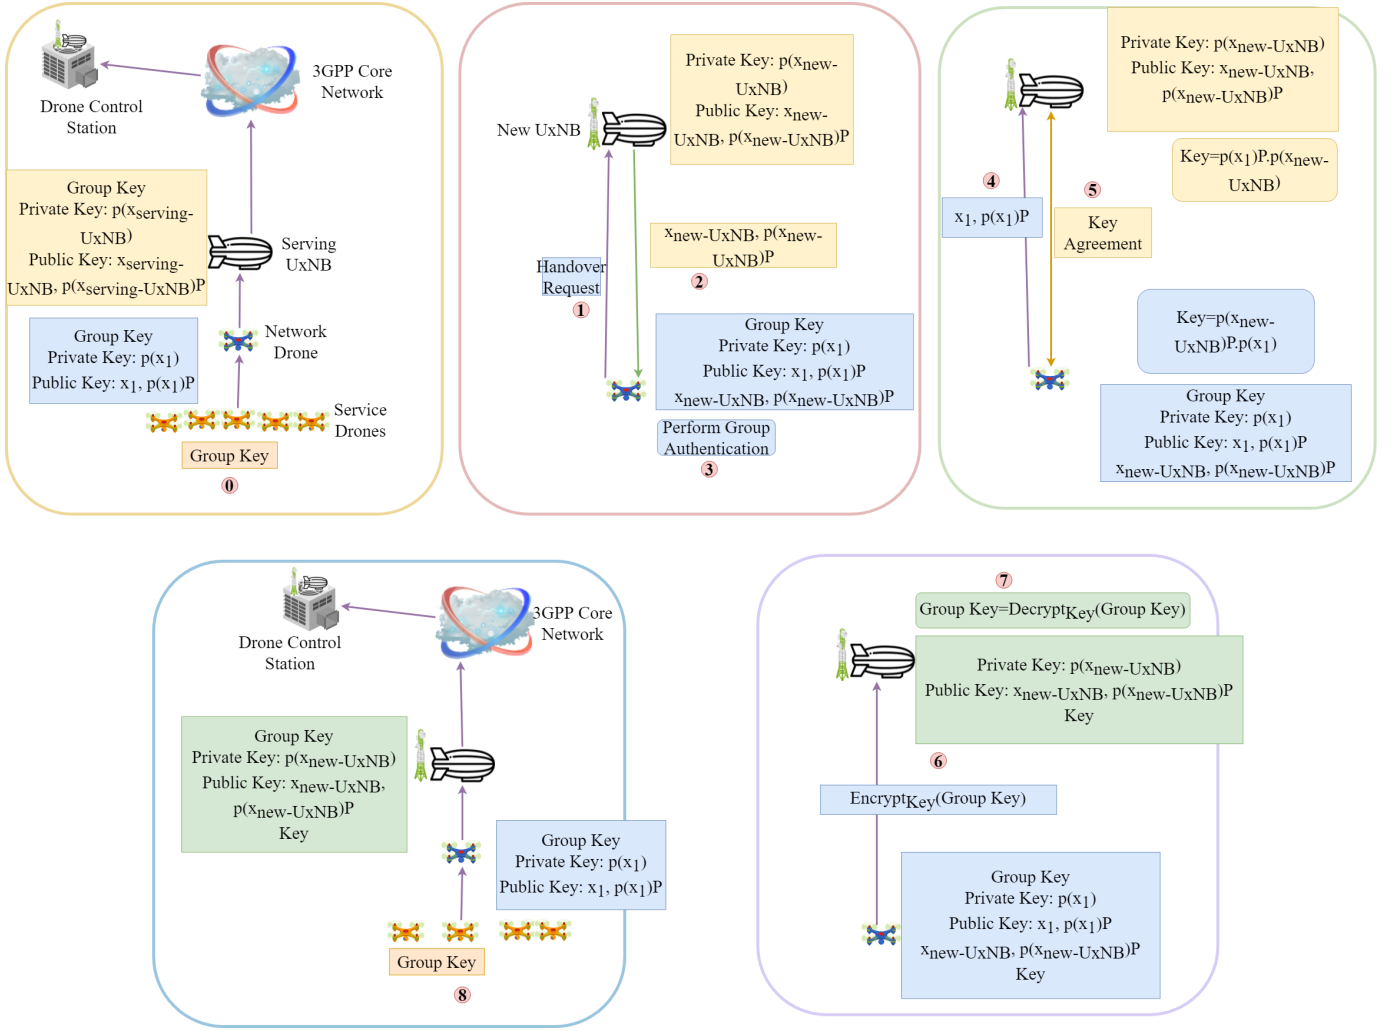 3GPP Core
Network
Drone Control
Station
Group Key
Private Key: p(xserving-
UxNB)
Public Key: xserving-
UxNB, p(xserving-UxNB)P
Serving
UxNB
Group Key
Private Key: p(x1)
Public Key: x1, p(x1)P
Network
Drone
Service
Drones
Group Key
0
New UxNB
Private Key: p(xnew-
UxNB)
Public Key: xnew-
UxNB, p(xnew-UxNB)P
xnew-UxNB, p(xnew-
UxNB)P
2
Handover
Request
1
Group Key
Private Key: p(x1)
Public Key: x1, p(x1)P
xnew-UxNB, p(xnew-UxNB)P
Perform Group
Authentication
3
Private Key: p(xnew-UxNB)
Public Key: xnew-UxNB,
p(xnew-UxNB)P
Key=p(x1)P.p(xnew-
UxNB)
4
x1, p(x1)P
5
Key
Agreement
Key=p(xnew-
UxNB)P.p(x1)
Group Key
Private Key: p(x1)
Public Key: x1, p(x1)P
xnew-UxNB, p(xnew-UxNB)P
3GPP Core
Network
Drone Control
Station
Group Key
Private Key: p(xnew-UxNB)
Public Key: xnew-UxNB,
p(xnew-UxNB)P
Key
Group Key
Private Key: p(x1)
Public Key: x1, p(x1)P
Group Key
8
7
Group Key=DecryptKey(Group Key)
Private Key: p(xnew-UxNB)
Public Key: xnew-UxNB, p(xnew-UxNB)P
Key
6
EncryptKey(Group Key)
Group Key
Private Key: p(x1)
Public Key: x1, p(x1)P
xnew-UxNB, p(xnew-UxNB)P
Key